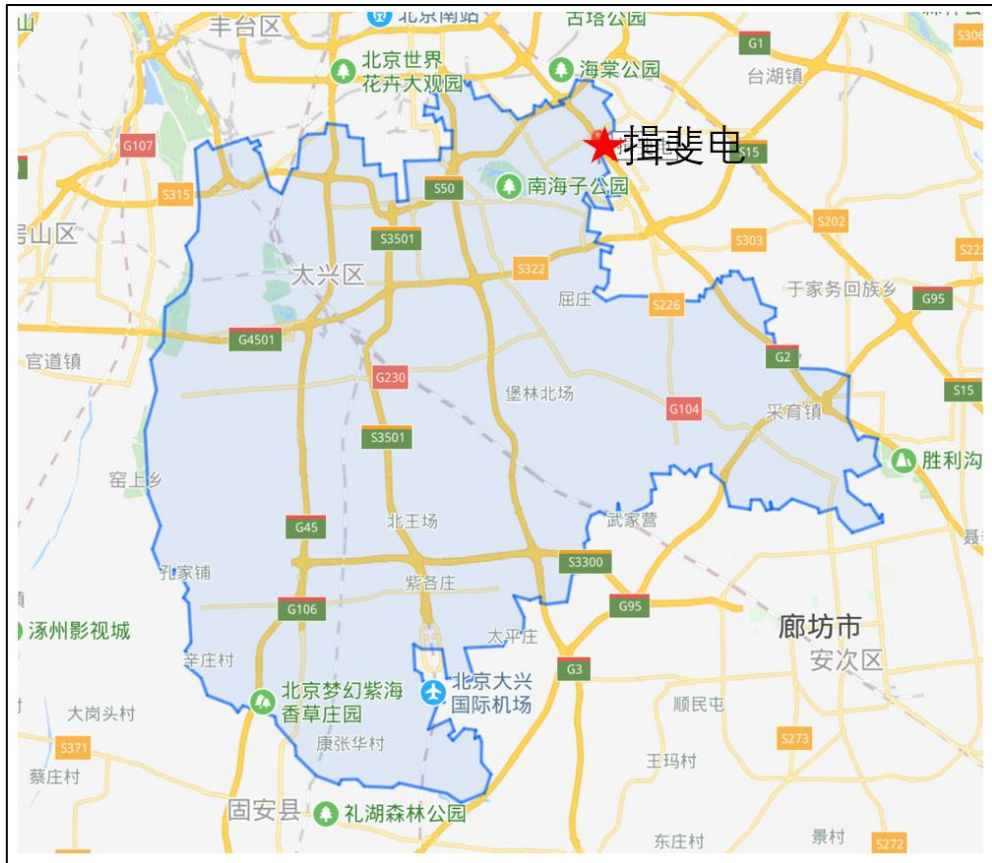 丰台区
北京南站
古塔公园
G1
S306
北京世界
花卉大观园
海棠公园
台湖镇
G107
揖斐电
S15
S315
S50
南海子公园
房山区
S3501
S202
S303
S223
大兴区
S322
屈庄
S226
于家务回族乡
G95
官道镇
G4501
G2
G230
堡林北场
S15
G104
采育镇
S3501
胜利沟
窑上乡
G45
北王场
武家营
孔家铺
S3300
紫各庄
G106
G95
涿州影视城
太平庄
廊坊市
辛庄村
G3
安次区
北京梦幻紫海
香草庄园
北京大兴
国际机场
顺民屯
大岗头村
S371
康张华村
S273
蔡庄村
王玛村
固安县
礼湖森林公园
东庄村
景村
S272